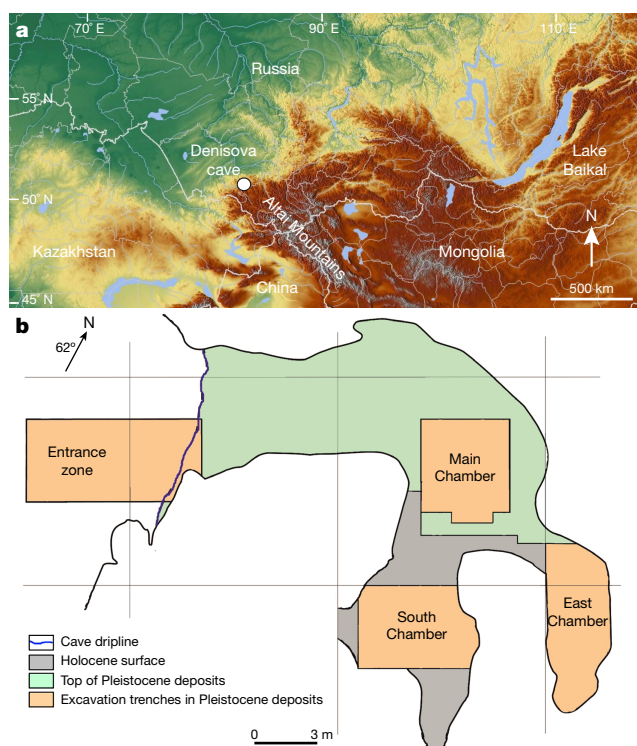 a
70° E
90° E
110° E
Russia
55° N
Denisova
cave
Lake
Baikal
50° N
Altai Mountains
N
Kazakhstan
Mongolia
China
45° N
500 km
b
N
62°
Entrance
zone
Main
Chamber
South
Chamber
East
Chamber
Cave dripline
Holocene surface
Top of Pleistocene deposits
Excavation trenches in Pleistocene deposits
0 3 m